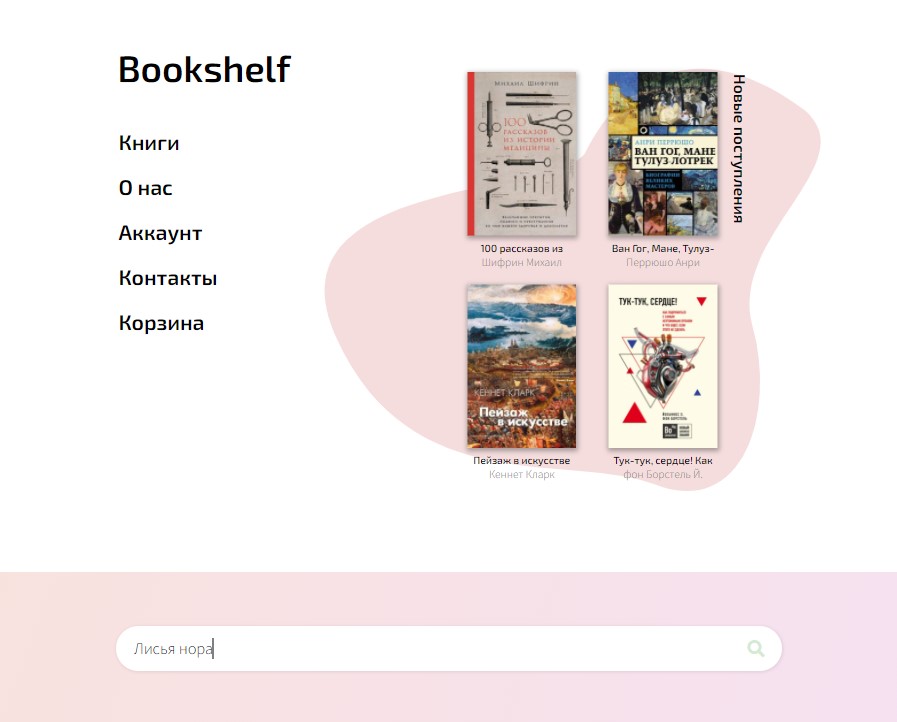 Bookshelf
Книги
О нас
Аккаунт
Контакты
Корзина
МИХАИЛ ШИФРИН
100
РАССКАЗОВ
ИЗ ИСТОРИИ
МЕДИЦИНЫ
100 рассказов из
Шифрин Михаил
АНРИ ПЕРРЮШО
ВАН ГОГ, МАНЕ
ТУЛУЗ-ЛОТРЕК
БИОГРАФИИ
ВЕЛИКИХ
МАСТЕРОВ
Ван Гог, Мане, Тулуз-
Перрюшо Анри
Новые поступления
КЕННЕТ КЛАРК
Пейзаж
в искусстве
Пейзаж в искусстве
Кеннет Кларк
ТУК-ТУК, СЕРДЦЕ!
Тук-тук, сердце! Как
фон Борстель Й.
Лисья нора